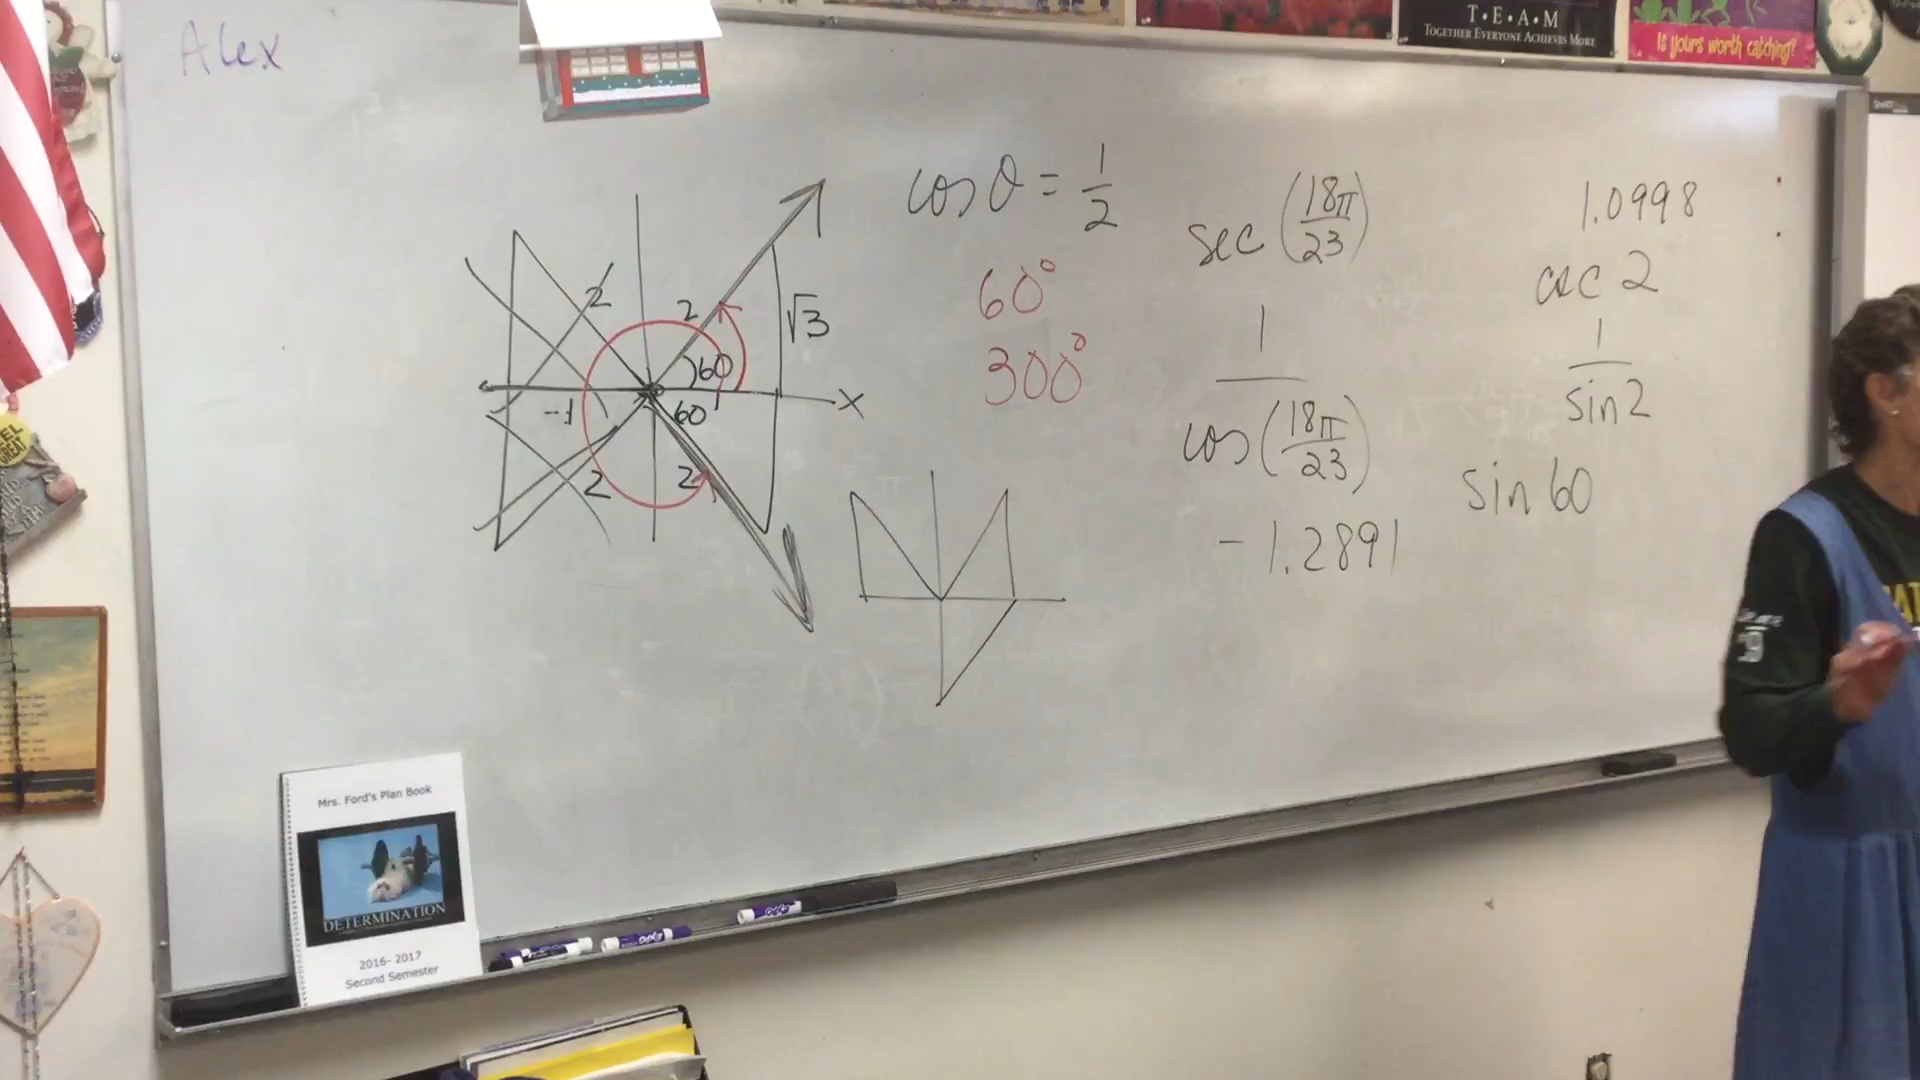 Alex
T•E•A•M
TOGETHER EVERYONE ACHIEVES MORE
Is yours worth catching?
cos θ = 1/2
60°
300°
2
2
√3
60
x
-1
60
2
2
sec (18π/23)
1
cos (18π/23)
-1.2891
1.0998
csc 2
1
sin 2
sin 60
Mrs. Ford's Plan Book
DETERMINATION
2016- 2017
Second Semester